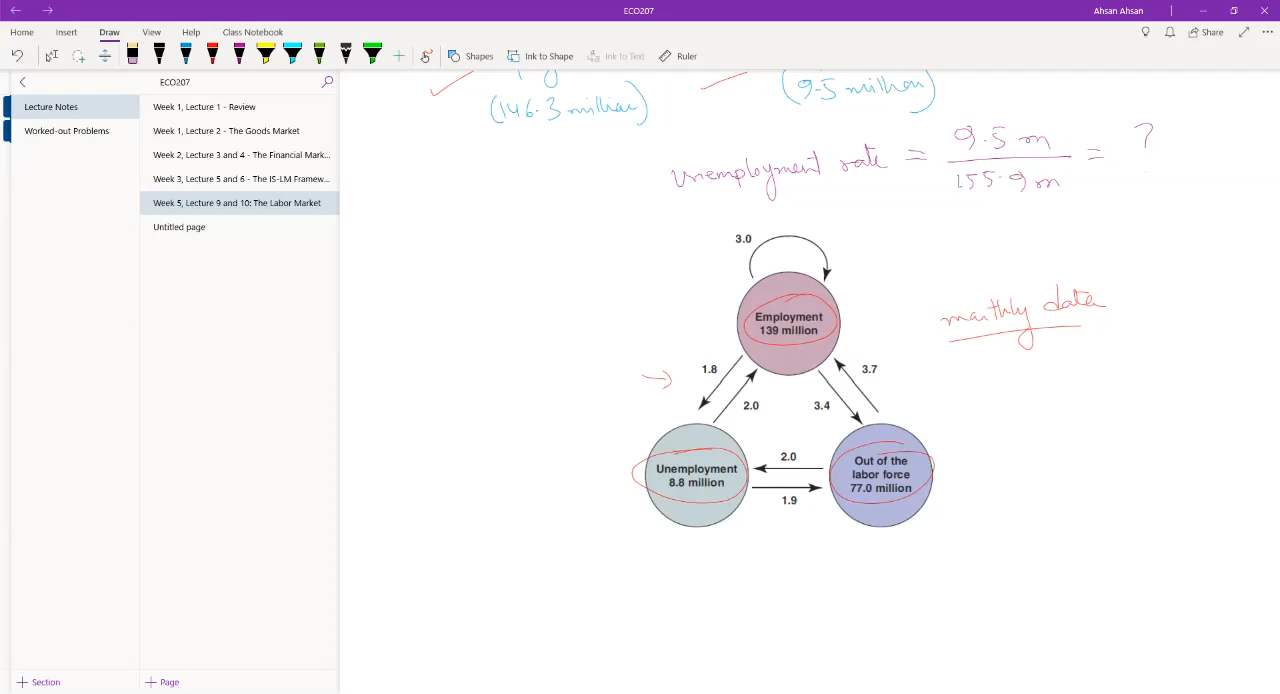 ECO207
Ahsan Ahsan
Home Insert Draw View Help Class Notebook
Share
Shapes Ink to Shape Ink to Text Ruler
ECO207
Lecture Notes
Worked-out Problems
Week 1, Lecture 1 - Review
Week 1, Lecture 2 - The Goods Market
Week 2, Lecture 3 and 4 - The Financial Mark...
Week 3, Lecture 5 and 6 - The IS-LM Framew...
Week 5, Lecture 9 and 10: The Labor Market
Untitled page
Section
Page
(146.3 million)
(9.5 million)
Unemployment rate = 9.5 m / 155.9 m = ?
monthly data
3.0
Employment
139 million
1.8
2.0
3.4
3.7
Unemployment
8.8 million
2.0
1.9
Out of the
labor force
77.0 million